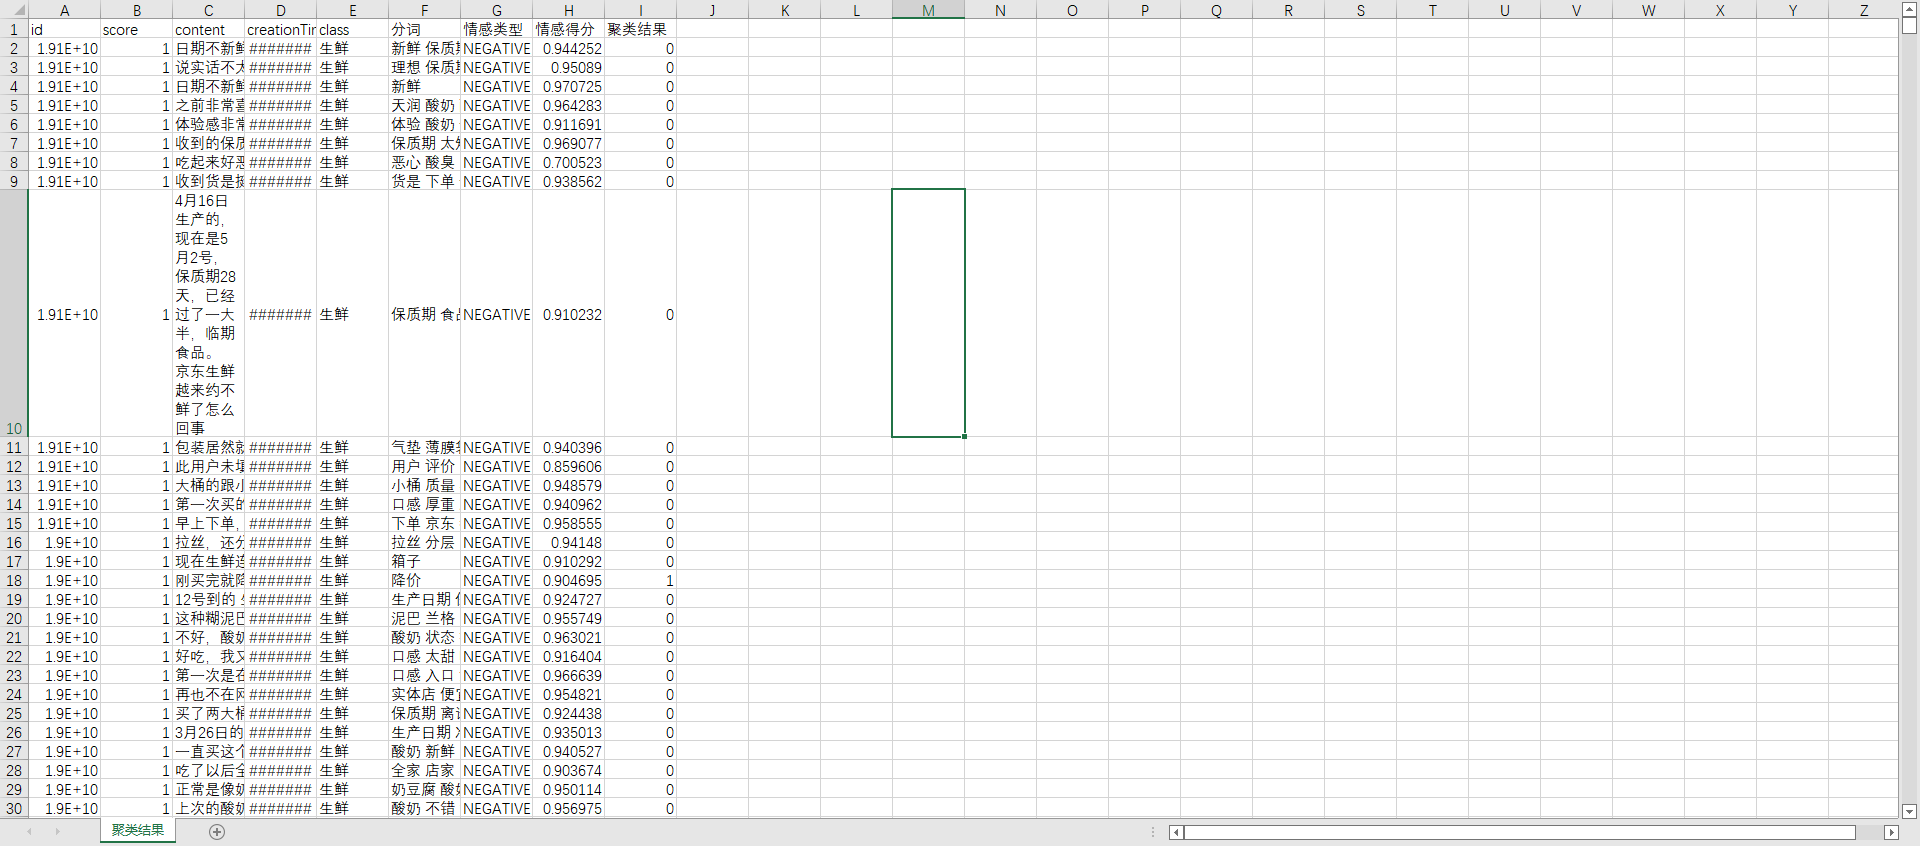 A B C D E F G H I J K L M N O P Q R S T U V W X Y Z
1 id score content creationTin class 分词 情感类型 情感得分 聚类结果
2 1.91E+10 1 日期不新鲜 ####### 生鲜 新鲜 保质期 NEGATIVE 0.944252 0
3 1.91E+10 1 说实话不太 ####### 生鲜 理想 保质期 NEGATIVE 0.95089 0
4 1.91E+10 1 日期不新鲜 ####### 生鲜 新鲜 NEGATIVE 0.970725 0
5 1.91E+10 1 之前非常喜 ####### 生鲜 天润 酸奶 NEGATIVE 0.964283 0
6 1.91E+10 1 体验感非常 ####### 生鲜 体验 酸奶 NEGATIVE 0.911691 0
7 1.91E+10 1 收到的保质 ####### 生鲜 保质期 太短 NEGATIVE 0.969077 0
8 1.91E+10 1 吃起来好恶 ####### 生鲜 恶心 酸臭 NEGATIVE 0.700523 0
9 1.91E+10 1 收到货是挺 ####### 生鲜 货是 下单 NEGATIVE 0.938562 0
4月16日
生产的，
现在是5
月2号，
保质期28
天，已经
10 1.91E+10 1 过了一大 ####### 生鲜 保质期 食品 NEGATIVE 0.910232 0
半，临期
食品。
京东生鲜
越来约不
鲜了怎么
回事
11 1.91E+10 1 包装居然就 ####### 生鲜 气垫 薄膜 NEGATIVE 0.940396 0
12 1.91E+10 1 此用户未填 ####### 生鲜 用户 评价 NEGATIVE 0.859606 0
13 1.91E+10 1 大桶的跟小 ####### 生鲜 小桶 质量 NEGATIVE 0.948579 0
14 1.91E+10 1 第一次买的 ####### 生鲜 口感 厚重 NEGATIVE 0.940962 0
15 1.91E+10 1 早上下单， ####### 生鲜 下单 京东 NEGATIVE 0.958555 0
16 1.9E+10 1 拉丝，还分 ####### 生鲜 拉丝 分层 NEGATIVE 0.94148 0
17 1.9E+10 1 现在生鲜连 ####### 生鲜 箱子 NEGATIVE 0.910292 0
18 1.9E+10 1 刚买完就降 ####### 生鲜 降价 NEGATIVE 0.904695 1
19 1.9E+10 1 12号到的 ####### 生鲜 生产日期 NEGATIVE 0.924727 0
20 1.9E+10 1 这种糊泥巴 ####### 生鲜 泥巴 兰格 NEGATIVE 0.955749 0
21 1.9E+10 1 不好，酸奶 ####### 生鲜 酸奶 状态 NEGATIVE 0.963021 0
22 1.9E+10 1 好吃，我又 ####### 生鲜 口感 太甜 NEGATIVE 0.916404 0
23 1.9E+10 1 第一次是在 ####### 生鲜 口感 入口 NEGATIVE 0.966639 0
24 1.9E+10 1 再也不在网 ####### 生鲜 实体店 便宜 NEGATIVE 0.954821 0
25 1.9E+10 1 买了两大桶 ####### 生鲜 保质期 离谱 NEGATIVE 0.924438 0
26 1.9E+10 1 3月26日的 ####### 生鲜 生产日期 NEGATIVE 0.935013 0
27 1.9E+10 1 一直买这个 ####### 生鲜 酸奶 新鲜 NEGATIVE 0.940527 0
28 1.9E+10 1 吃了以后全 ####### 生鲜 全家 店家 NEGATIVE 0.903674 0
29 1.9E+10 1 正常是像奶 ####### 生鲜 奶豆腐 酸奶 NEGATIVE 0.950114 0
30 1.9E+10 1 上次的酸奶 ####### 生鲜 酸奶 不错 NEGATIVE 0.956975 0
聚类结果